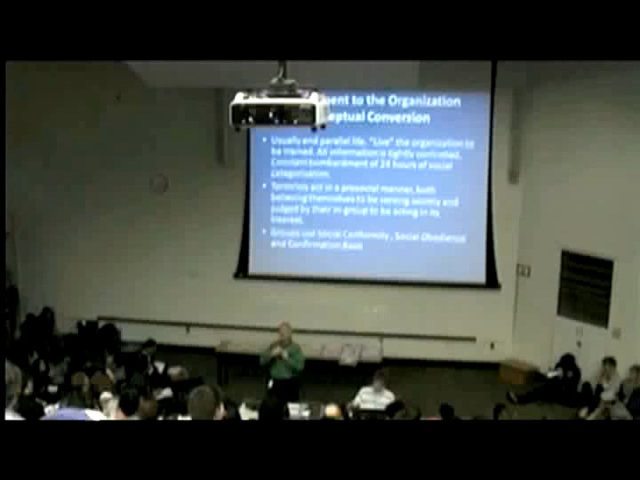 ent to the Organization
eptual Conversion
• Usually end parallel life. "Live" the organization to
be trained. All information is tightly controlled.
Constant bombardment of 24 hours of social
categorization.
• Terrorists act in a prosocial manner, both
believing themselves to be serving society and
judged by their in-group to be acting in its
interest.
• Groups use Social Conformity, Social Obedience
and Confirmation Bias